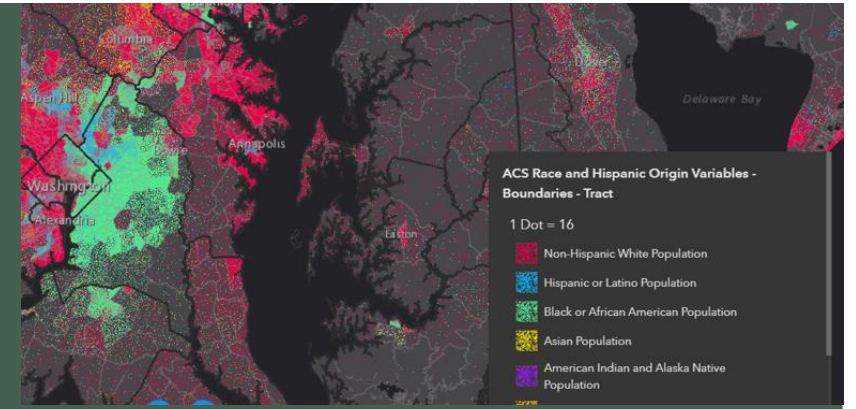 Columbia
Aspen Hill
Bowie
Annapolis
Washington
Alexandria
Easton
Dover
Delaware Bay
ACS Race and Hispanic Origin Variables -
Boundaries - Tract
1 Dot = 16
Non-Hispanic White Population
Hispanic or Latino Population
Black or African American Population
Asian Population
American Indian and Alaska Native
Population